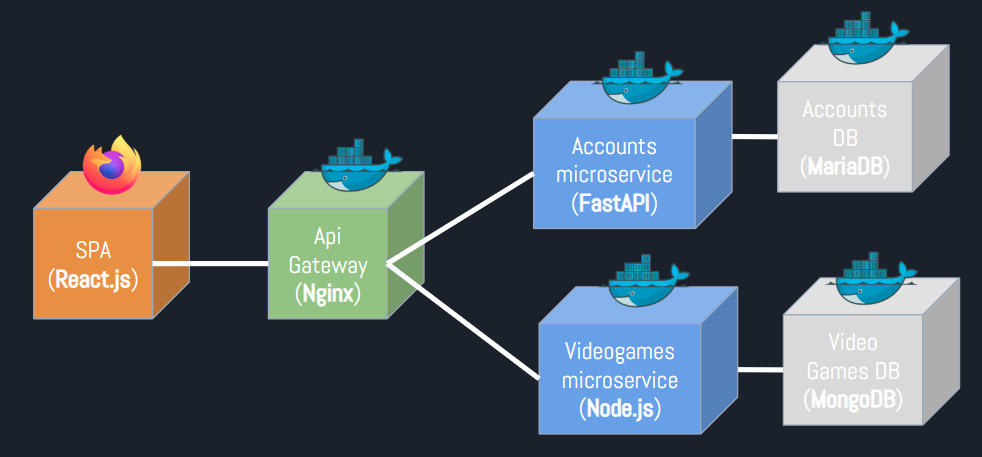 SPA
(React.js)
Api
Gateway
(Nginx)
Accounts
microservice
(FastAPI)
Accounts
DB
(MariaDB)
Videogames
microservice
(Node.js)
Video
Games DB
(MongoDB)